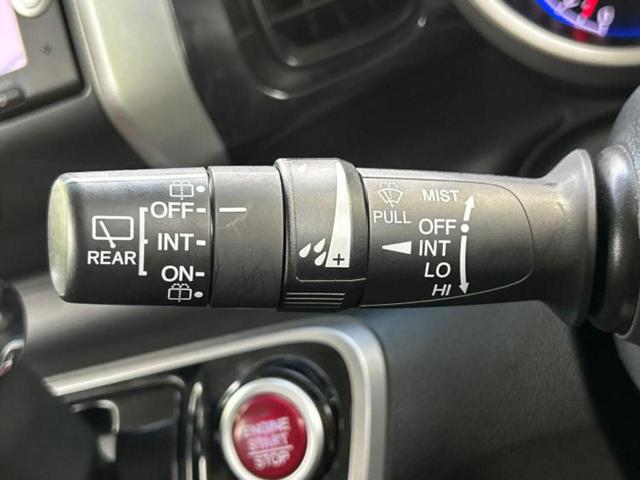 REAR
OFF
INT
ON
PULL
MIST
OFF
INT
LO
HI
ENGINE
START
STOP